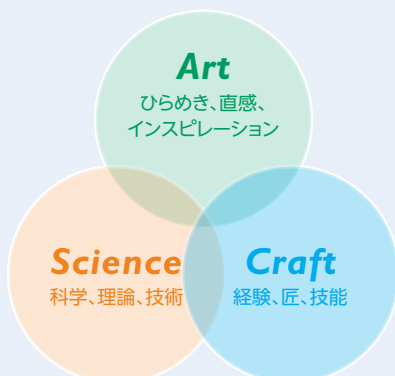 Art
ひらめき、直感、
インスピレーション
Science
科学、理論、技術
Craft
経験、匠、技能